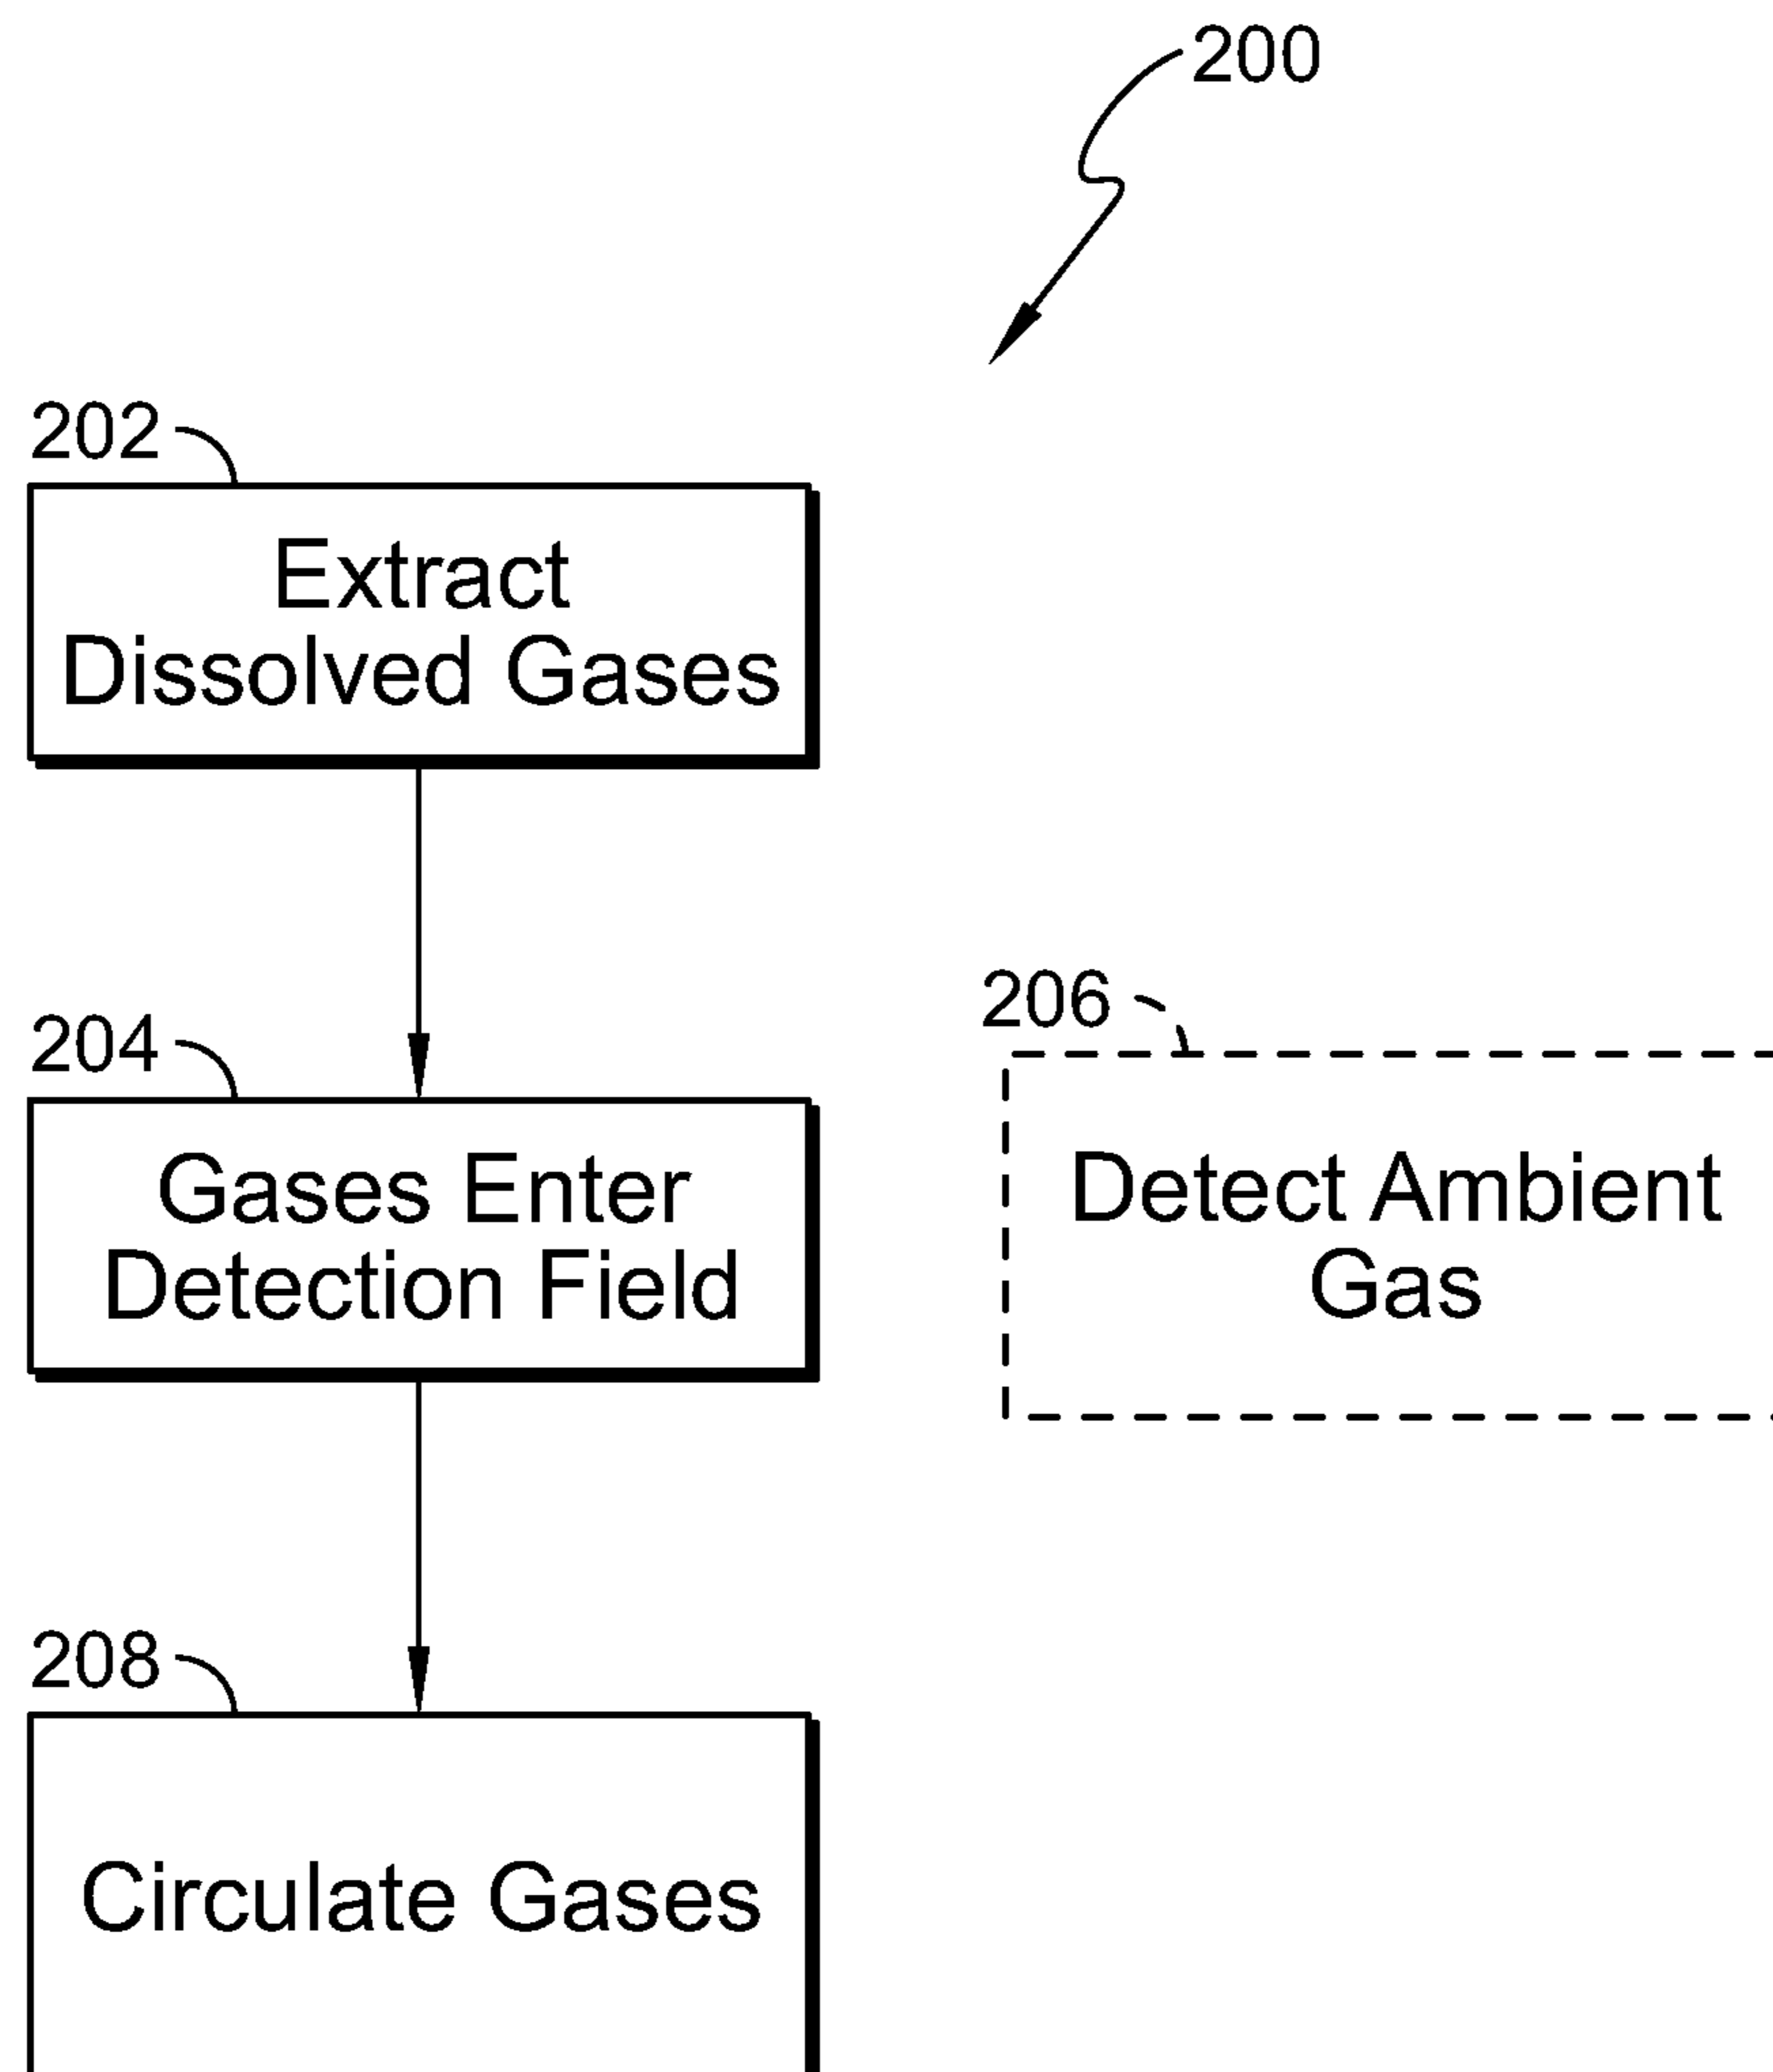 200
202
Extract
Dissolved Gases
204
Gases Enter
Detection Field
206
Detect Ambient
Gas
208
Circulate Gases